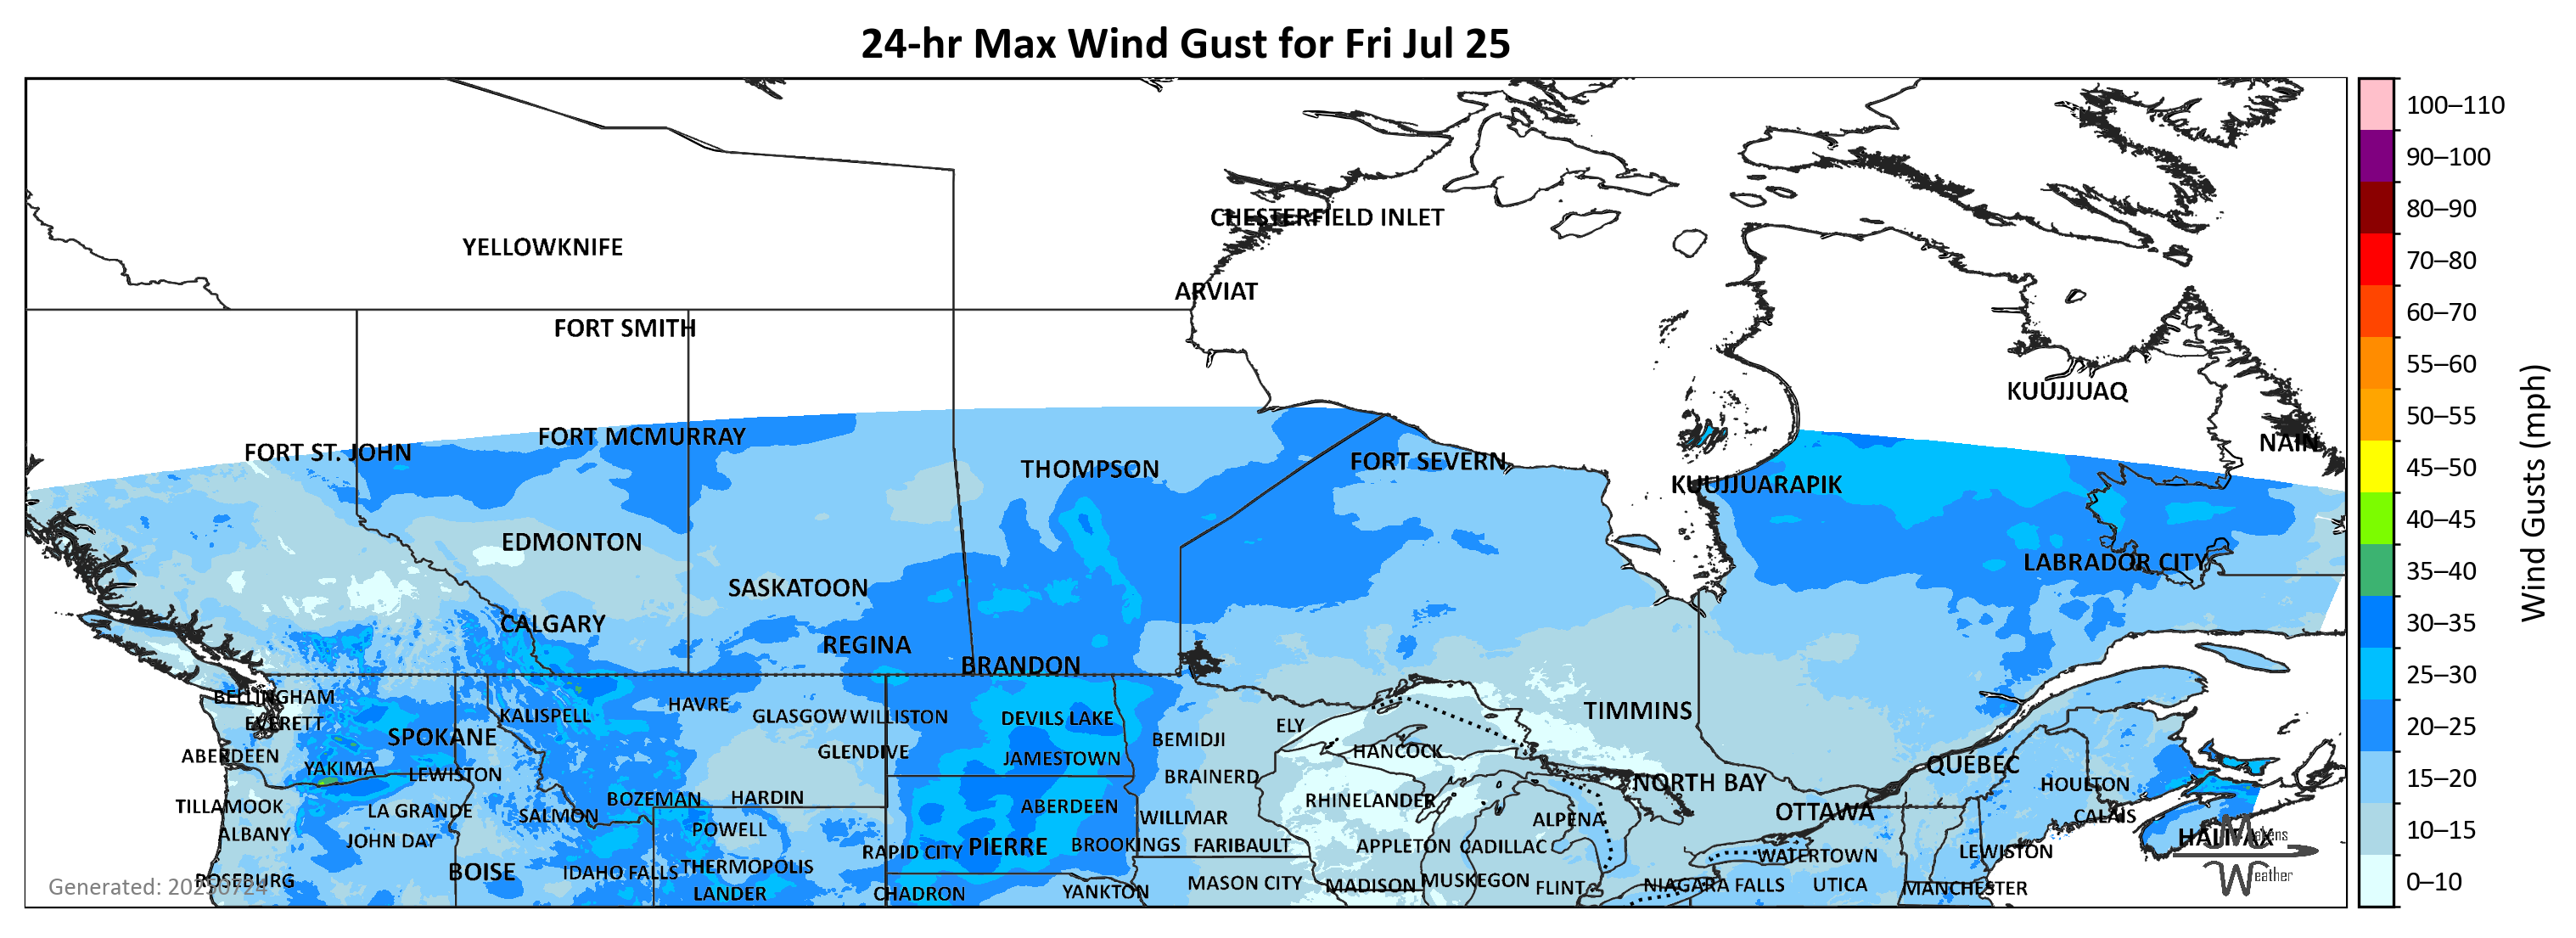 24-hr Max Wind Gust for Fri Jul 25
100–110
90–100
80–90
70–80
60–70
55–60
50–55
45–50
40–45
35–40
30–35
25–30
20–25
15–20
10–15
0–10
Wind Gusts (mph)
CHESTERFIELD INLET
YELLOWKNIFE
ARVIAT
FORT SMITH
KUUJJUAQ
FORT MCMURRAY
NAIN
FORT ST. JOHN
FORT SEVERN
THOMPSON
KUUJJUARAPIK
EDMONTON
LABRADOR CITY
SASKATOON
CALGARY
REGINA
BRANDON
BELLINGHAM
HAVRE
TIMMINS
KALISPELL
GLASGOW
WILLISTON
DEVILS LAKE
EVERETT
ELY
SPOKANE
BEMIDJI
GLENDIVE
HANCOCK
ABERDEEN
JAMESTOWN
QUÉBEC
YAKIMA
LEWISTON
BRAINERD
NORTH BAY
HOULTON
BOZEMAN
HARDIN
RHINELANDER
TILLAMOOK
LA GRANDE
ABERDEEN
OTTAWA
SALMON
WILLMAR
ALPENA
CALAIS
ALBANY
POWELL
HALIFAX
JOHN DAY
RAPID CITY
PIERRE
BROOKINGS
FARIBAULT
APPLETON
CADILLAC
WATERTOWN
LEWISTON
BOISE
IDAHO FALLS
THERMOPOLIS
ROSEBURG
MASON CITY
MADISON
MUSKEGON
FLINT
NIAGARA FALLS
UTICA
MANCHESTER
LANDER
CHADRON
YANKTON
Generated: 20250724
Weather